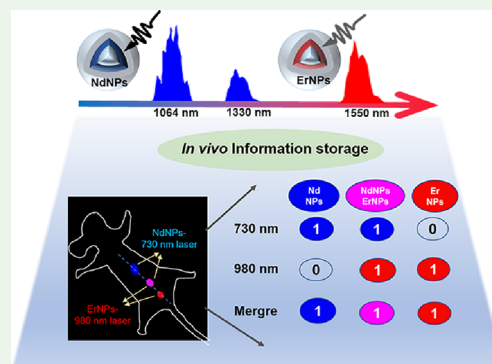 NdNPs
ErNPs
1064 nm
1330 nm
1550 nm
In vivo Information storage
Nd
NPs
NdNPs
ErNPs
Er
NPs
730 nm
1
1
0
980 nm
0
1
1
Mergre
1
1
1
NdNPs-
730 nm laser
ErNPs-
980 nm laser